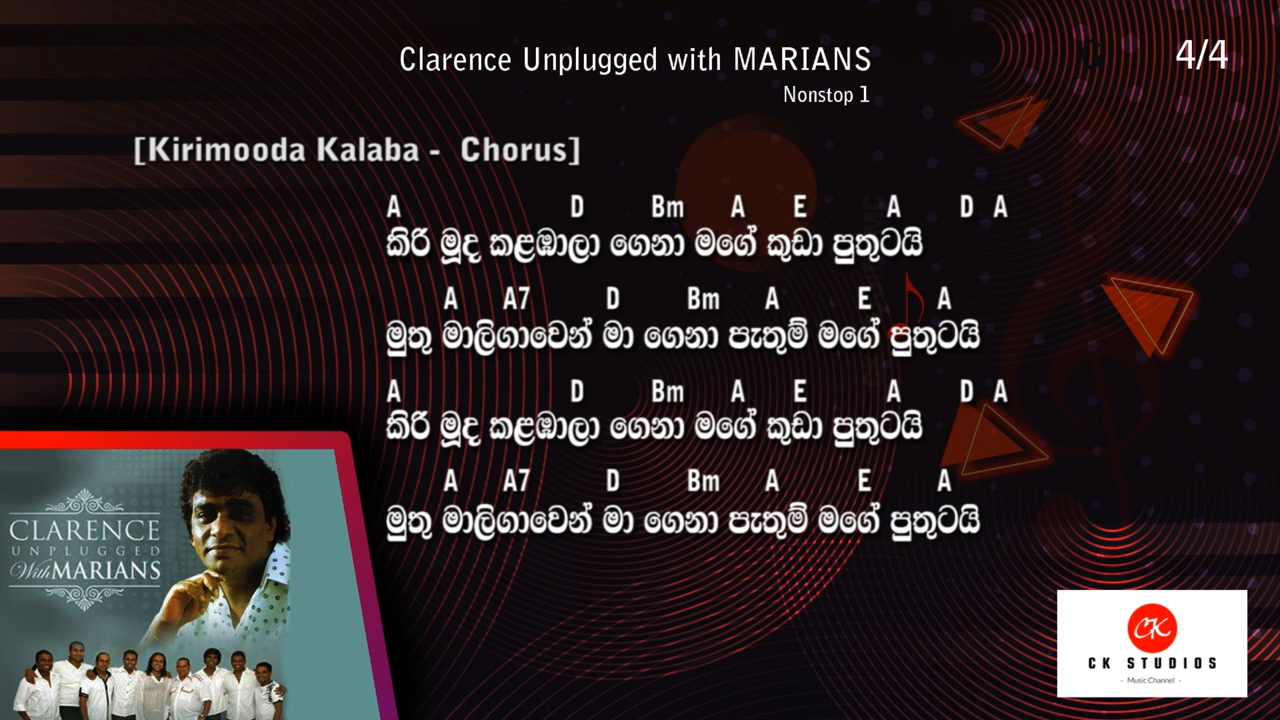 Clarence Unplugged with MARIANS
4/4
Nonstop 1
[Kirimooda Kalaba - Chorus]
A D Bm A E A D A
කිරි මූද කළඹාලා ගෙනා මගේ කුඩා පුතුටයි
A A7 D Bm A E A
මුතු මාලිගාවෙන් මා ගෙනා පැතුම් මගේ පුතුටයි
A D Bm A E A D A
කිරි මූද කළඹාලා ගෙනා මගේ කුඩා පුතුටයි
A A7 D Bm A E A
මුතු මාලිගාවෙන් මා ගෙනා පැතුම් මගේ පුතුටයි
CLARENCE
UNPLUGGED
With MARIANS
CK
CK STUDIOS
- Music Channel -